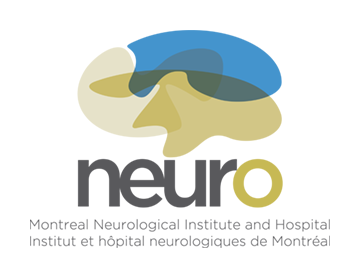 neuro
Montreal Neurological Institute and Hospital
Institut et hôpital neurologiques de Montréal